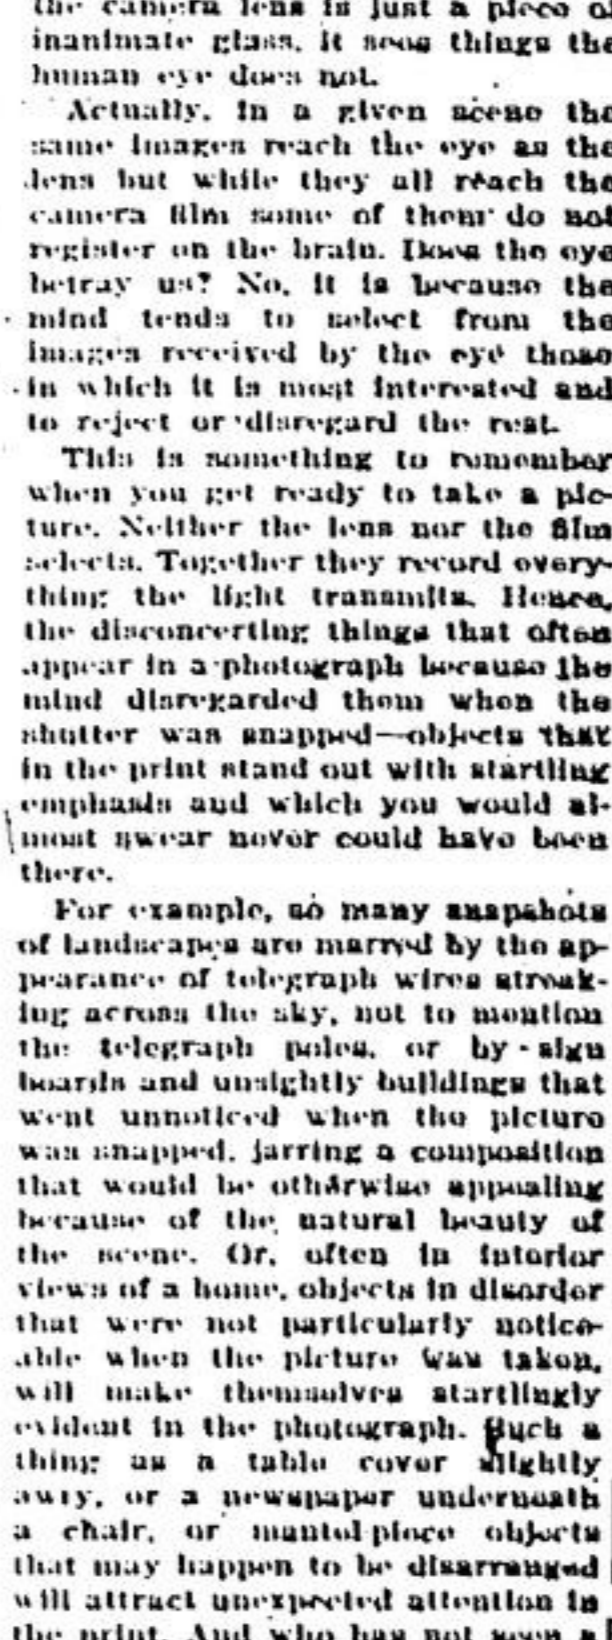 the camera lens is just a piece of
inanimate glass, it sees things the
human eye does not.
Actually, in a given scene the
same images reach the eye as the
lens but while they all reach the
camera film some of them do not
register on the brain. Does the eye
betray us? No, it is because the
mind tends to select from the
images received by the eye those
in which it is most interested and
to reject or disregard the rest.
This is something to remember
when you get ready to take a pic-
ture. Neither the lens nor the film
selects. Together they record every-
thing the light transmits. Hence,
the disconcerting things that often
appear in a photograph because the
mind disregarded them when the
shutter was snapped—objects that
in the print stand out with startling
emphasis and which you would al-
most swear never could have been
there.
For example, so many snapshots
of landscapes are marred by the ap-
pearance of telegraph wires streak-
ing across the sky, not to mention
the telegraph poles, or by sign
boards and unsightly buildings that
went unnoticed when the picture
was snapped, jarring a composition
that would be otherwise appealing
because of the natural beauty of
the scene. Or, often in interior
views of a home, objects in disorder
that were not particularly notice-
able when the picture was taken,
will make themselves startlingly
evident in the photograph. Such a
thing as a table cover slightly
awry, or a newspaper underneath
a chair, or mantel-piece objects
that may happen to be disarranged
will attract unexpected attention in
the print. And who has not seen a